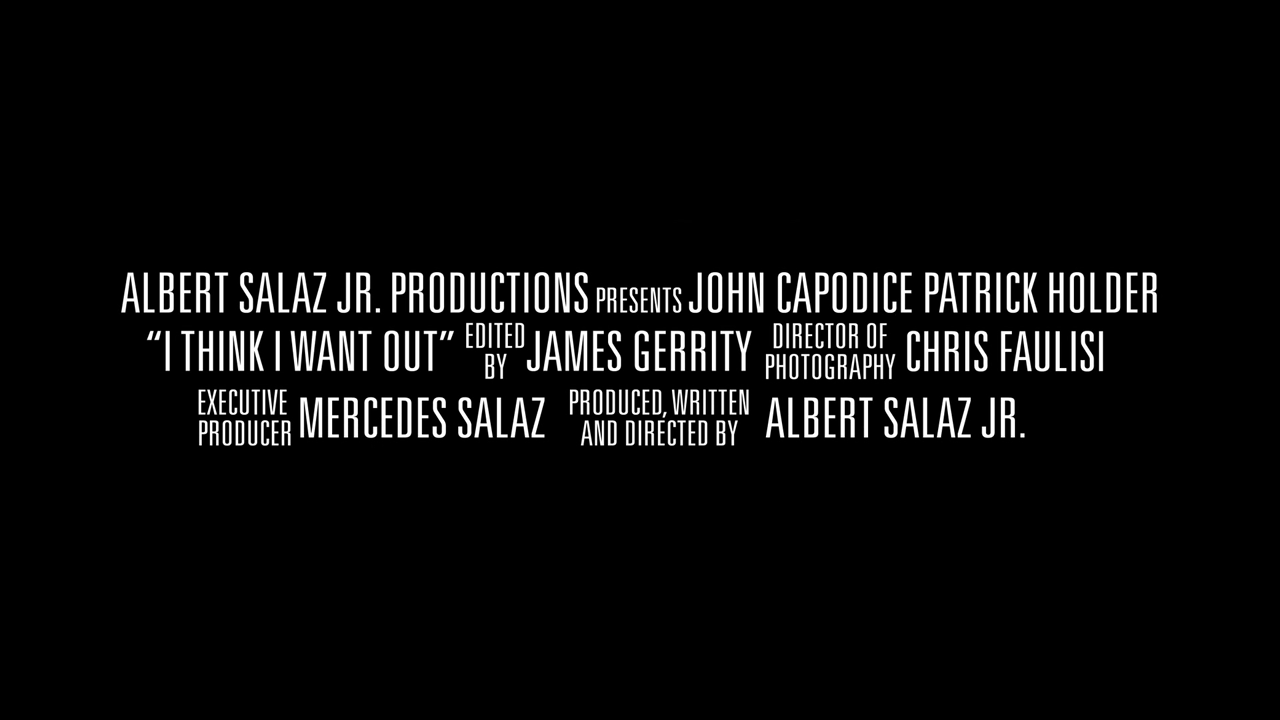 ALBERT SALAZ JR. PRODUCTIONS PRESENTS JOHN CAPODICE PATRICK HOLDER
“I THINK I WANT OUT” EDITED BY JAMES GERRITY DIRECTOR OF PHOTOGRAPHY CHRIS FAULISI
EXECUTIVE PRODUCER MERCEDES SALAZ PRODUCED, WRITTEN AND DIRECTED BY ALBERT SALAZ JR.